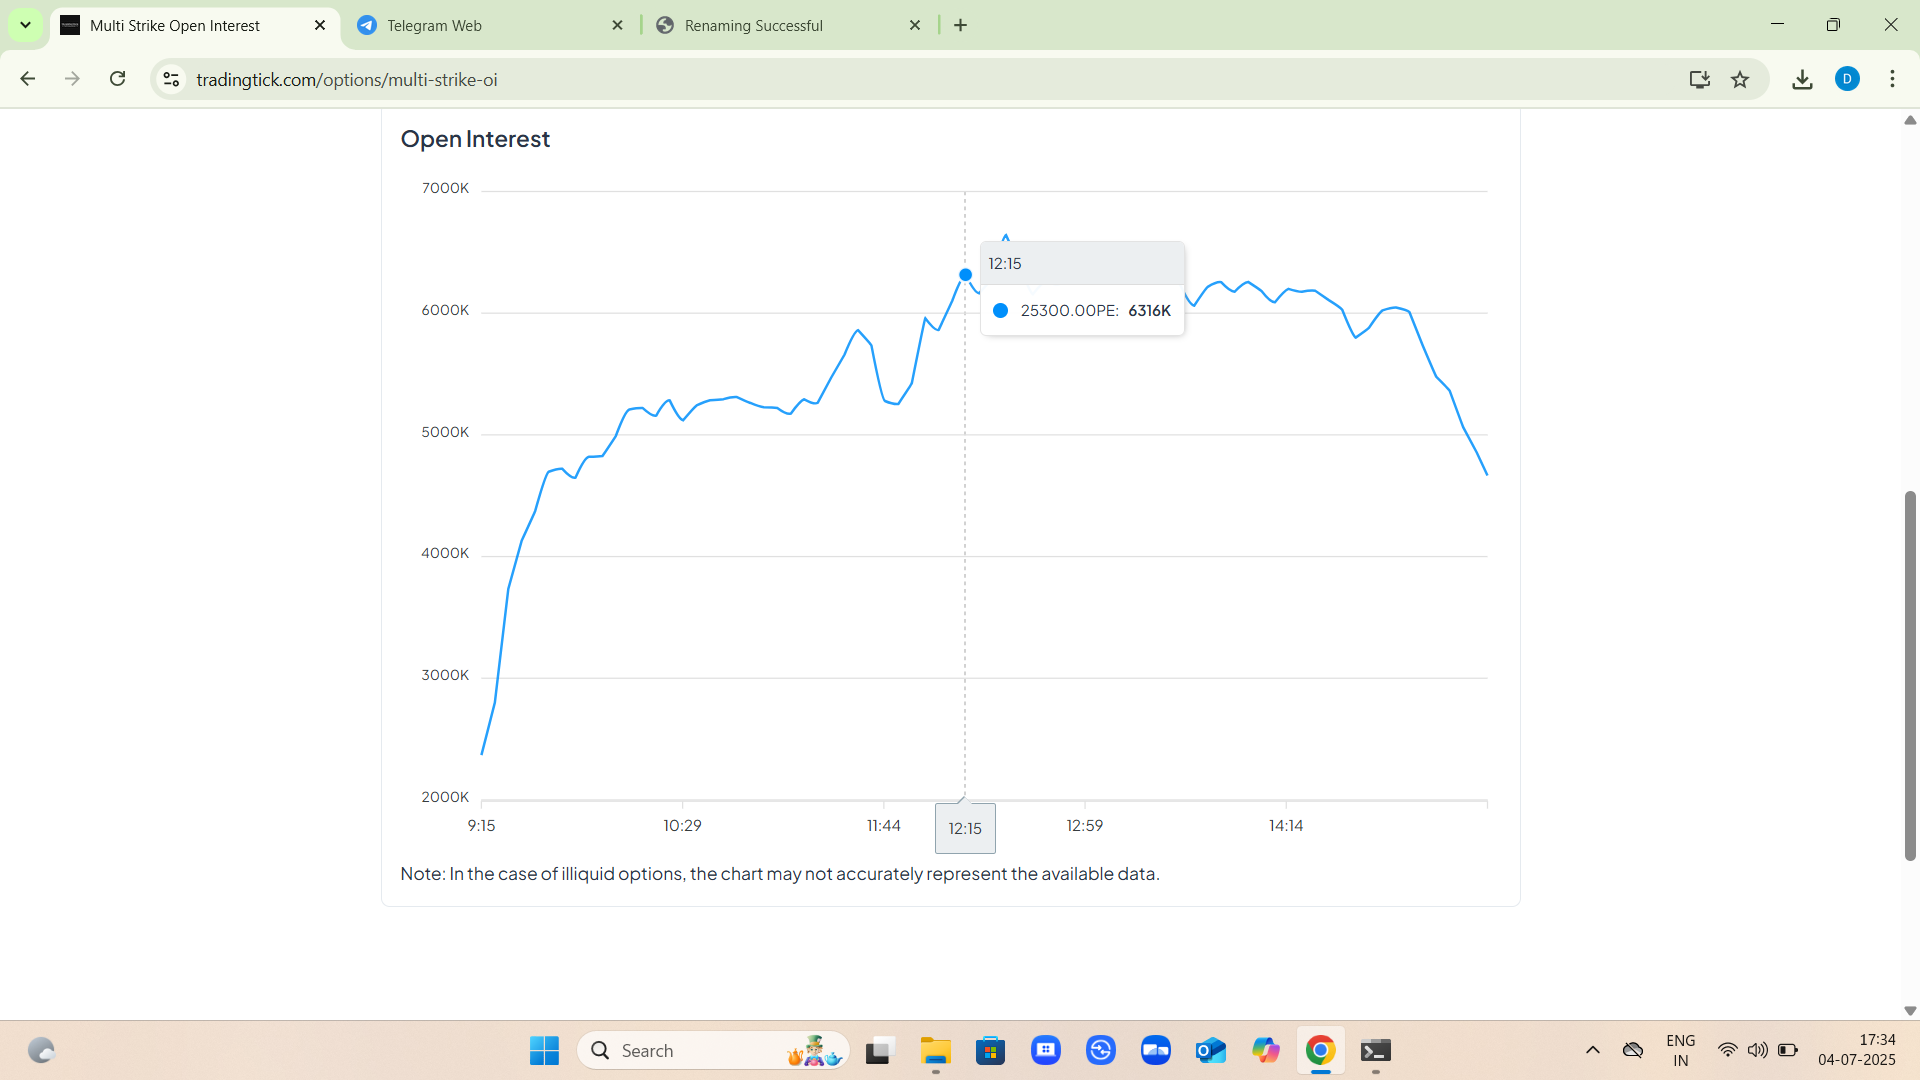 Multi Strike Open Interest
Telegram Web
Renaming Successful
tradingtick.com/options/multi-strike-oi
D
Open Interest
7000K
6000K
5000K
4000K
3000K
2000K
12:15
25300.00PE: 6316K
9:15
10:29
11:44
12:15
12:59
14:14
Note: In the case of illiquid options, the chart may not accurately represent the available data.
Search
ENG
IN
17:34
04-07-2025